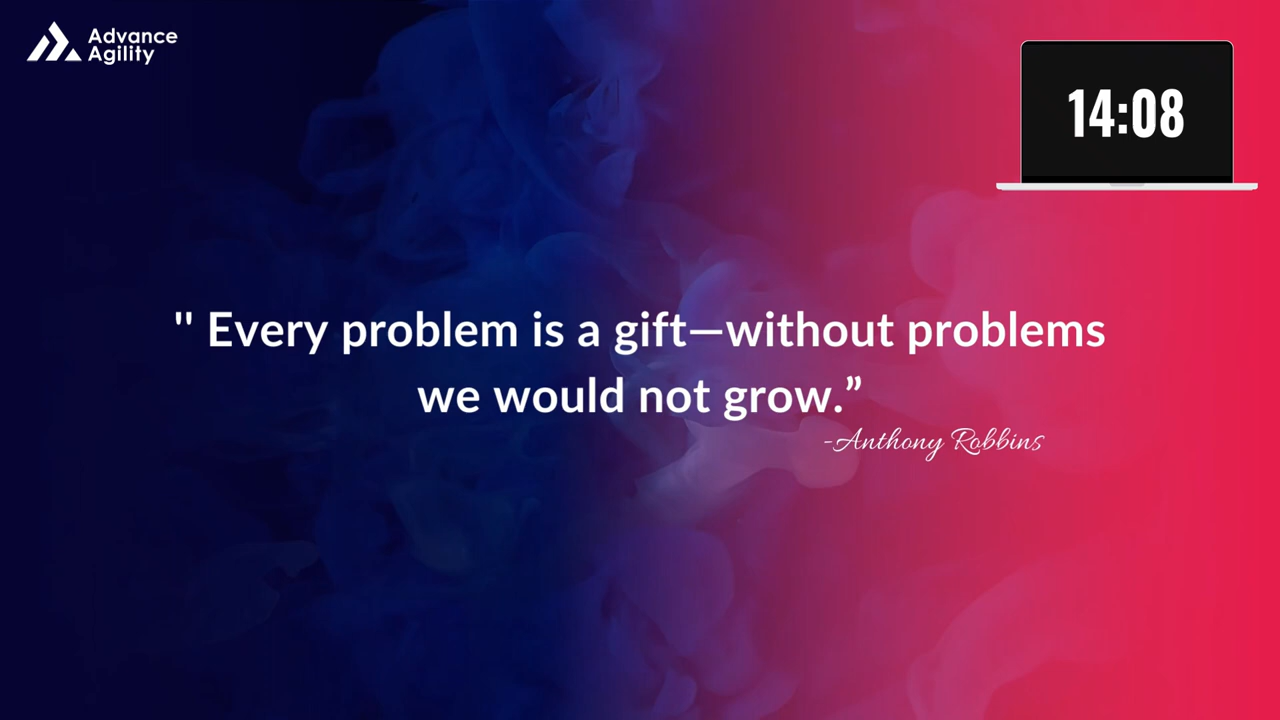 Advance
Agility
14:08
" Every problem is a gift—without problems
we would not grow.”
-Anthony Robbins